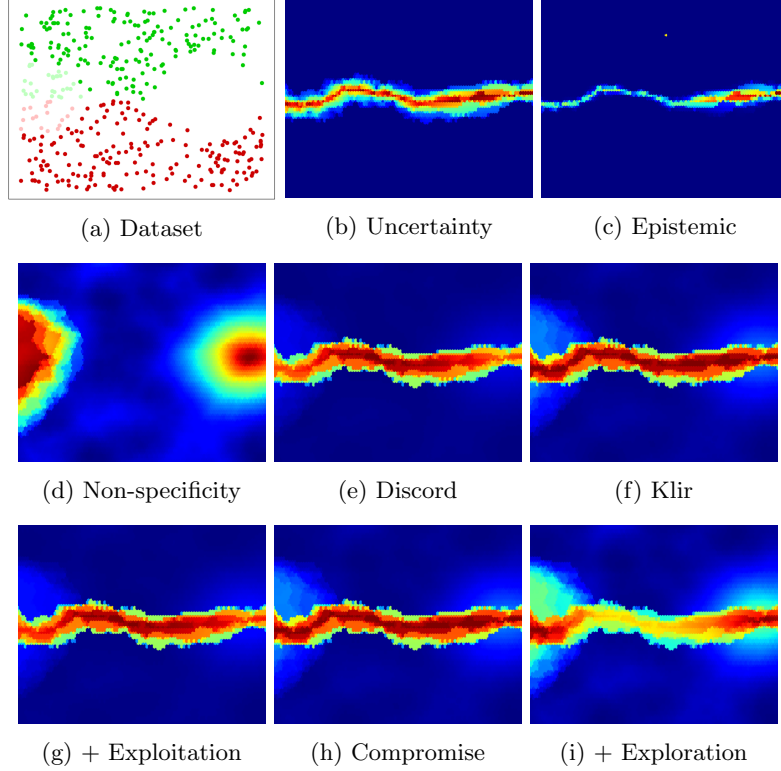 (a) Dataset
(b) Uncertainty
(c) Epistemic
(d) Non-specificity
(e) Discord
(f) Klir
(g) + Exploitation
(h) Compromise
(i) + Exploration